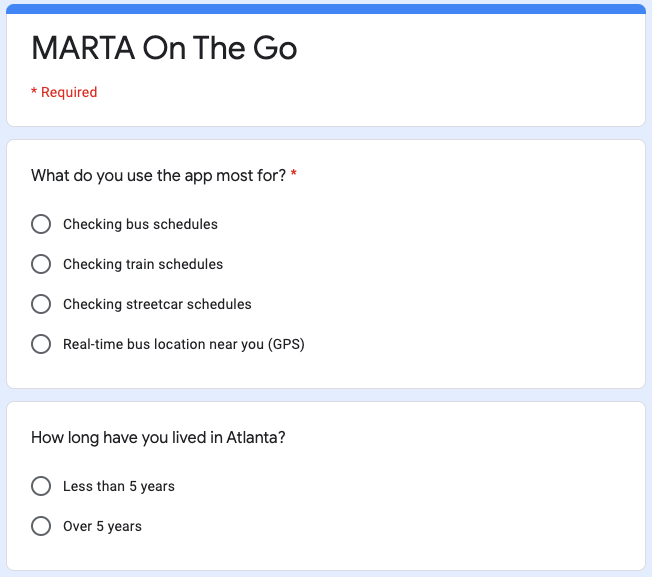 MARTA On The Go
* Required
What do you use the app most for? *
Checking bus schedules
Checking train schedules
Checking streetcar schedules
Real-time bus location near you (GPS)
How long have you lived in Atlanta?
Less than 5 years
Over 5 years